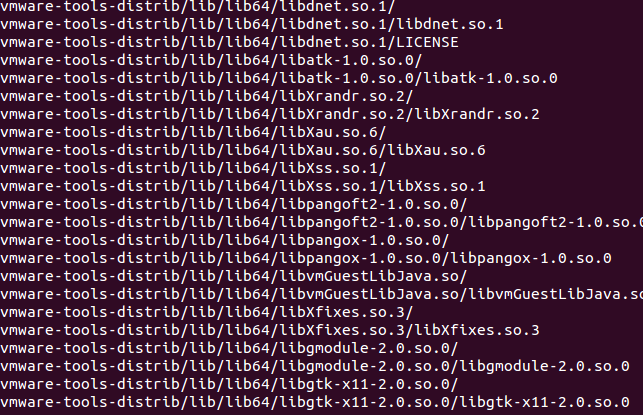 vmware-tools-distrib/lib/lib64/libdnet.so.1/
vmware-tools-distrib/lib/lib64/libdnet.so.1/libdnet.so.1
vmware-tools-distrib/lib/lib64/libdnet.so.1/LICENSE
vmware-tools-distrib/lib/lib64/libatk-1.0.so.0/
vmware-tools-distrib/lib/lib64/libatk-1.0.so.0/libatk-1.0.so.0
vmware-tools-distrib/lib/lib64/libXrandr.so.2/
vmware-tools-distrib/lib/lib64/libXrandr.so.2/libXrandr.so.2
vmware-tools-distrib/lib/lib64/libXau.so.6/
vmware-tools-distrib/lib/lib64/libXau.so.6/libXau.so.6
vmware-tools-distrib/lib/lib64/libXss.so.1/
vmware-tools-distrib/lib/lib64/libXss.so.1/libXss.so.1
vmware-tools-distrib/lib/lib64/libpangoft2-1.0.so.0/
vmware-tools-distrib/lib/lib64/libpangoft2-1.0.so.0/libpangoft2-1.0.so.0
vmware-tools-distrib/lib/lib64/libpangox-1.0.so.0/
vmware-tools-distrib/lib/lib64/libpangox-1.0.so.0/libpangox-1.0.so.0
vmware-tools-distrib/lib/lib64/libvmGuestLibJava.so/
vmware-tools-distrib/lib/lib64/libvmGuestLibJava.so/libvmGuestLibJava.so
vmware-tools-distrib/lib/lib64/libXfixes.so.3/
vmware-tools-distrib/lib/lib64/libXfixes.so.3/libXfixes.so.3
vmware-tools-distrib/lib/lib64/libgmodule-2.0.so.0/
vmware-tools-distrib/lib/lib64/libgmodule-2.0.so.0/libgmodule-2.0.so.0
vmware-tools-distrib/lib/lib64/libgtk-x11-2.0.so.0/
vmware-tools-distrib/lib/lib64/libgtk-x11-2.0.so.0/libgtk-x11-2.0.so.0